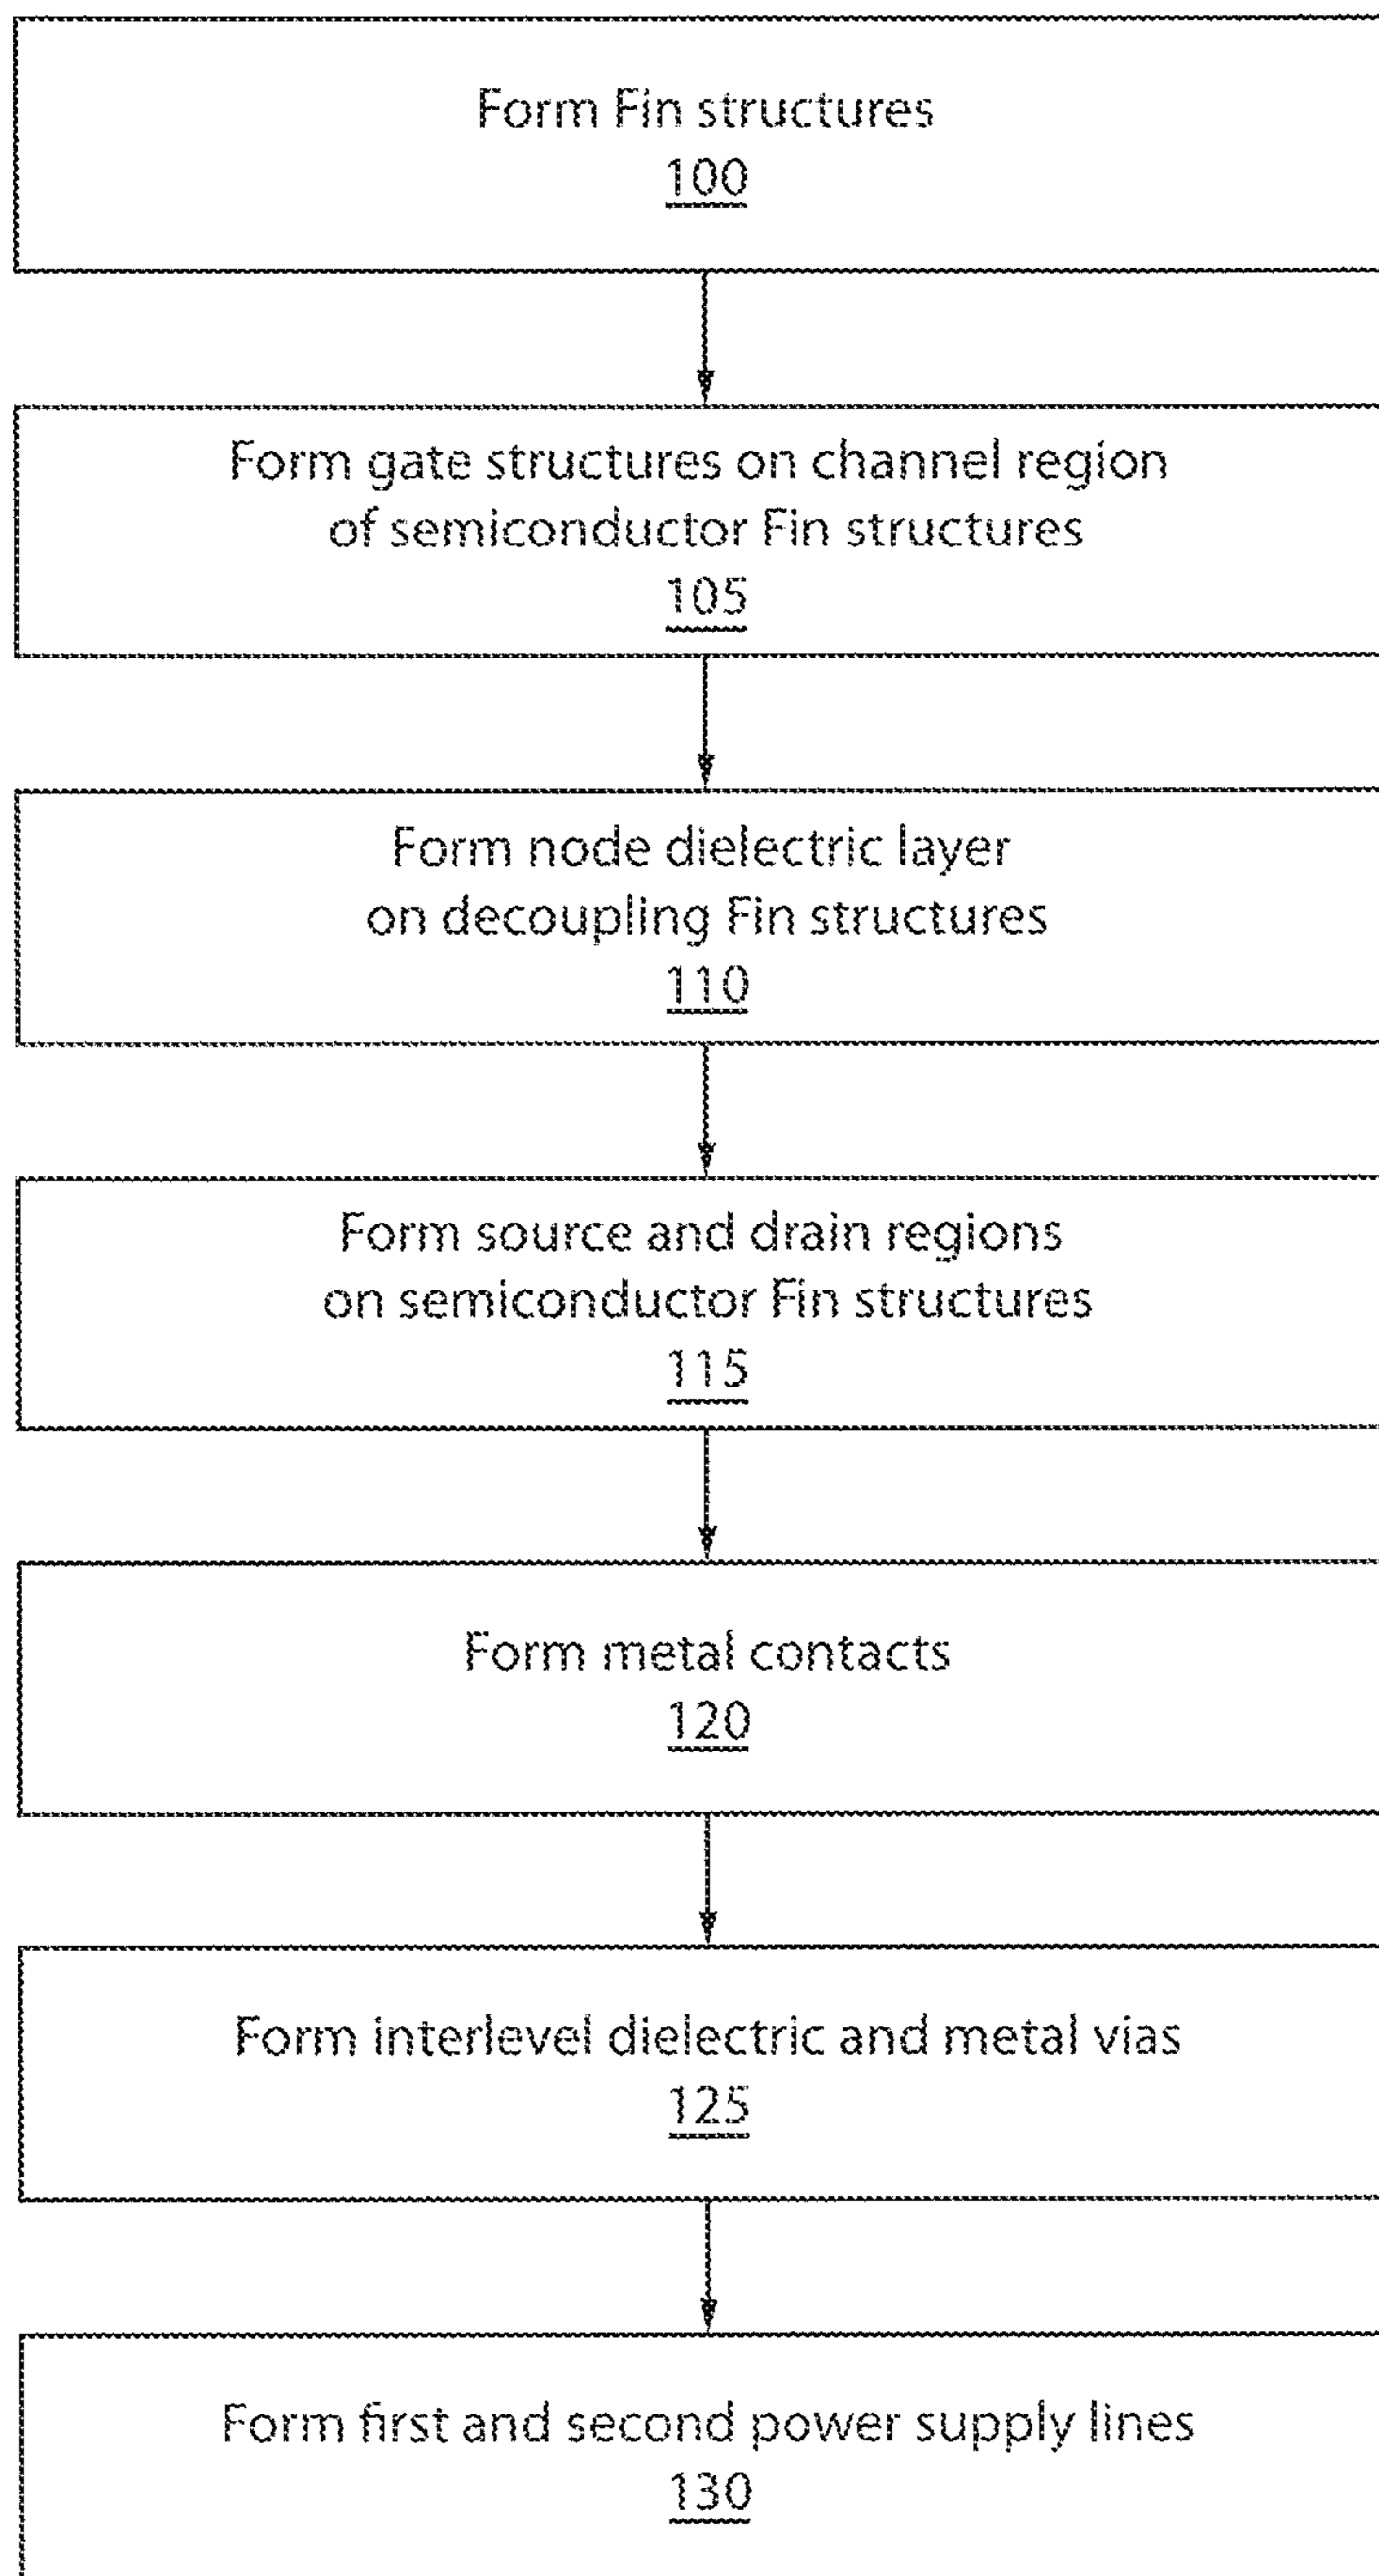 Form Fin structures
100
Form gate structures on channel region
of semiconductor Fin structures
105
Form node dielectric layer
on decoupling Fin structures
110
Form source and drain regions
on semiconductor Fin structures
115
Form metal contacts
120
Form interlevel dielectric and metal vias
125
Form first and second power supply lines
130